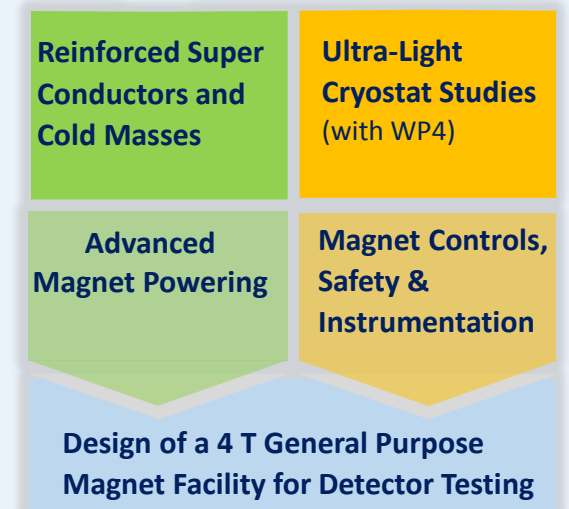 Reinforced Super
Conductors and
Cold Masses
Ultra-Light
Cryostat Studies
(with WP4)
Advanced
Magnet Powering
Magnet Controls,
Safety &
Instrumentation
Design of a 4 T General Purpose
Magnet Facility for Detector Testing